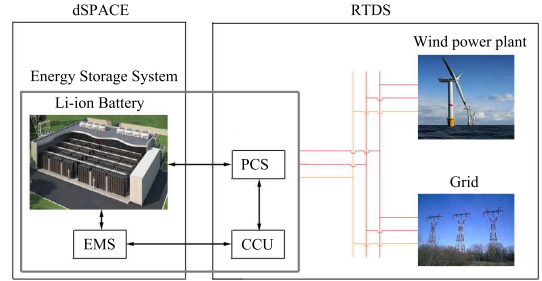 dSPACE
RTDS
Wind power plant
Energy Storage System
Li-ion Battery
PCS
Grid
EMS
CCU